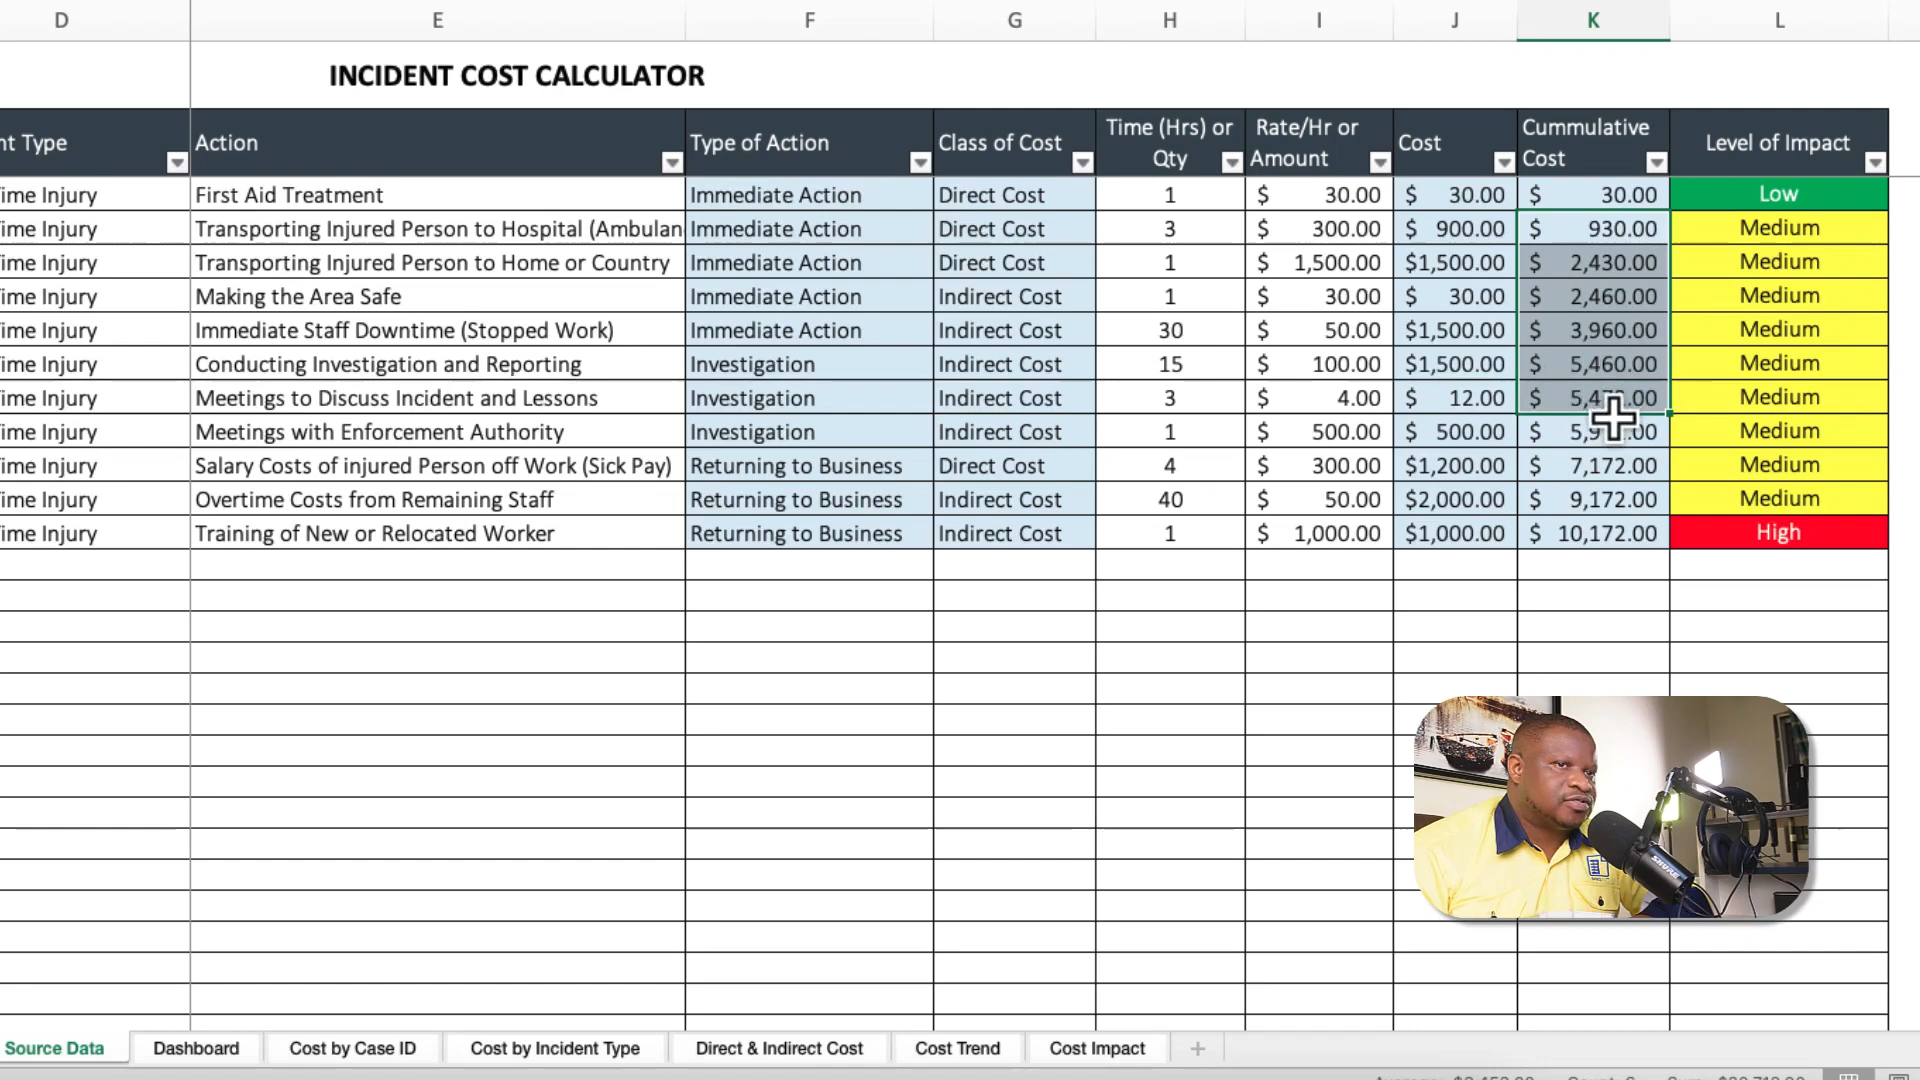 D E F G H I J K L
INCIDENT COST CALCULATOR
nt Type Action Type of Action Class of Cost Time (Hrs) or Qty Rate/Hr or Amount Cost Cummulative Cost Level of Impact
ime Injury First Aid Treatment Immediate Action Direct Cost 1 $ 30.00 $ 30.00 $ 30.00 Low
ime Injury Transporting Injured Person to Hospital (Ambulan Immediate Action Direct Cost 3 $ 300.00 $ 900.00 $ 930.00 Medium
ime Injury Transporting Injured Person to Home or Country Immediate Action Direct Cost 1 $ 1,500.00 $1,500.00 $ 2,430.00 Medium
ime Injury Making the Area Safe Immediate Action Indirect Cost 1 $ 30.00 $ 30.00 $ 2,460.00 Medium
ime Injury Immediate Staff Downtime (Stopped Work) Immediate Action Indirect Cost 30 $ 50.00 $1,500.00 $ 3,960.00 Medium
ime Injury Conducting Investigation and Reporting Investigation Indirect Cost 15 $ 100.00 $1,500.00 $ 5,460.00 Medium
ime Injury Meetings to Discuss Incident and Lessons Investigation Indirect Cost 3 $ 4.00 $ 12.00 $ Medium
ime Injury Meetings with Enforcement Authority Investigation Indirect Cost 1 $ 500.00 $ 500.00 Medium
ime Injury Salary Costs of injured Person off Work (Sick Pay) Returning to Business Direct Cost 4 $ 300.00 $1,200.00 $ 7,172.00 Medium
ime Injury Overtime Costs from Remaining Staff Returning to Business Indirect Cost 40 $ 50.00 $2,000.00 $ 9,172.00 Medium
ime Injury Training of New or Relocated Worker Returning to Business Indirect Cost 1 $ 1,000.00 $1,000.00 $ 10,172.00 High
SHURE
Source Data Dashboard Cost by Case ID Cost by Incident Type Direct & Indirect Cost Cost Trend Cost Impact +